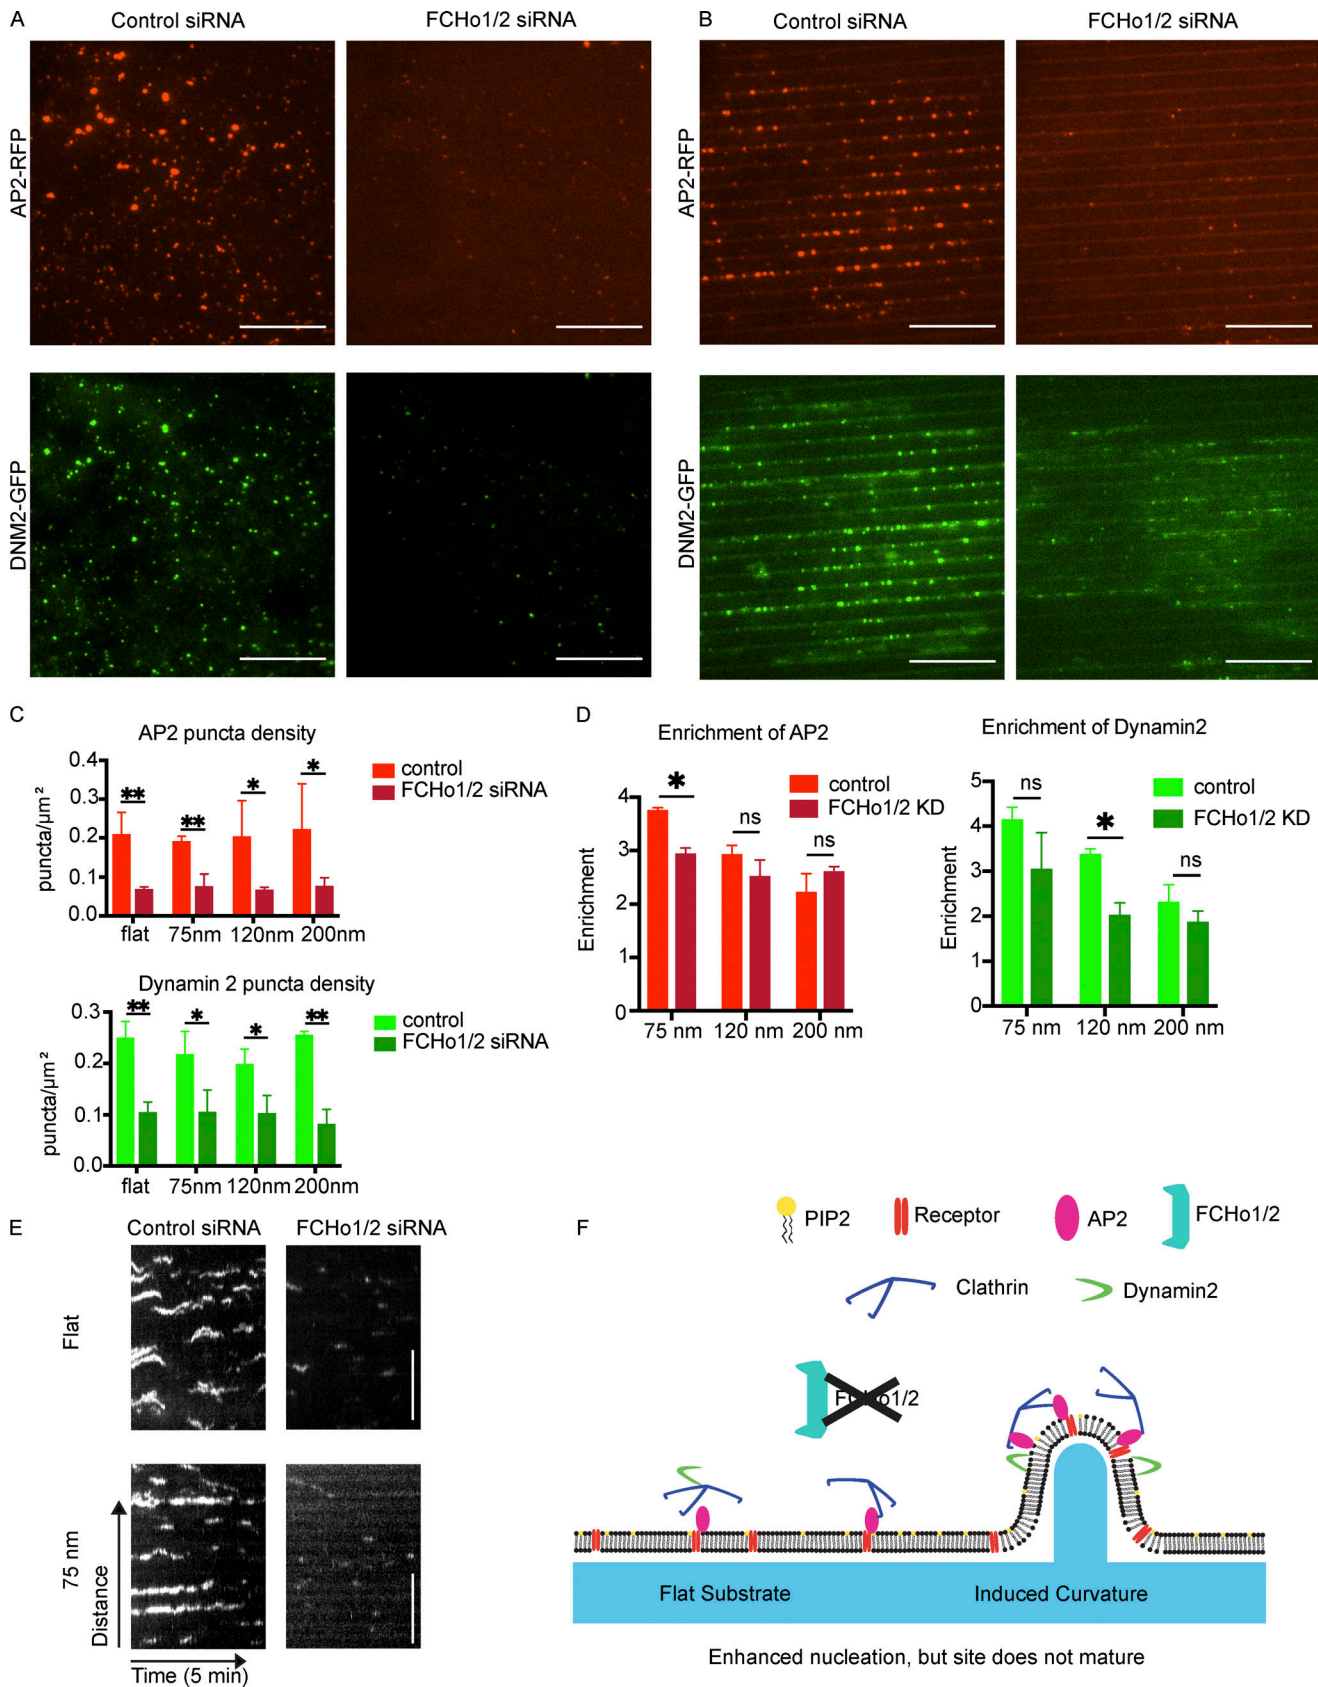 A
Control siRNA
FCHo1/2 siRNA
AP2-RFP
DNM2-GFP
B
Control siRNA
FCHo1/2 siRNA
AP2-RFP
DNM2-GFP
C
AP2 puncta density
puncta/µm²
0.4
0.3
0.2
0.1
0.0
** ** * *
control
FCHo1/2 siRNA
flat 75nm 120nm 200nm
Dynamin 2 puncta density
puncta/µm²
0.3
0.2
0.1
0.0
** * * **
control
FCHo1/2 siRNA
flat 75nm 120nm 200nm
D
Enrichment of AP2
Enrichment
4
3
2
1
0
* ns ns
control
FCHo1/2 KD
75 nm 120 nm 200 nm
Enrichment of Dynamin2
Enrichment
5
4
3
2
1
0
ns * ns
control
FCHo1/2 KD
75 nm 120 nm 200 nm
E
Control siRNA
FCHo1/2 siRNA
Flat
75 nm
Distance
Time (5 min)
F
PIP2
Receptor
AP2
FCHo1/2
Clathrin
Dynamin2
FCHo1/2
Flat Substrate
Induced Curvature
Enhanced nucleation, but site does not mature